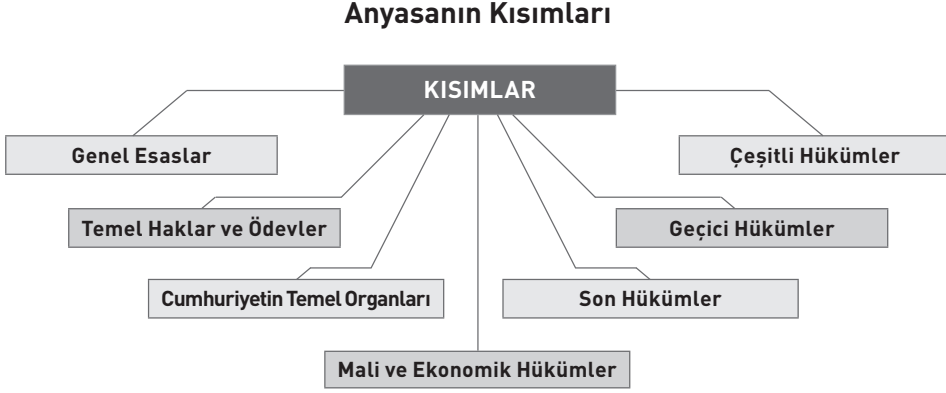 Anyasanın Kısımları
KISIMLAR
Genel Esaslar
Çeşitli Hükümler
Temel Haklar ve Ödevler
Geçici Hükümler
Cumhuriyetin Temel Organları
Son Hükümler
Mali ve Ekonomik Hükümler